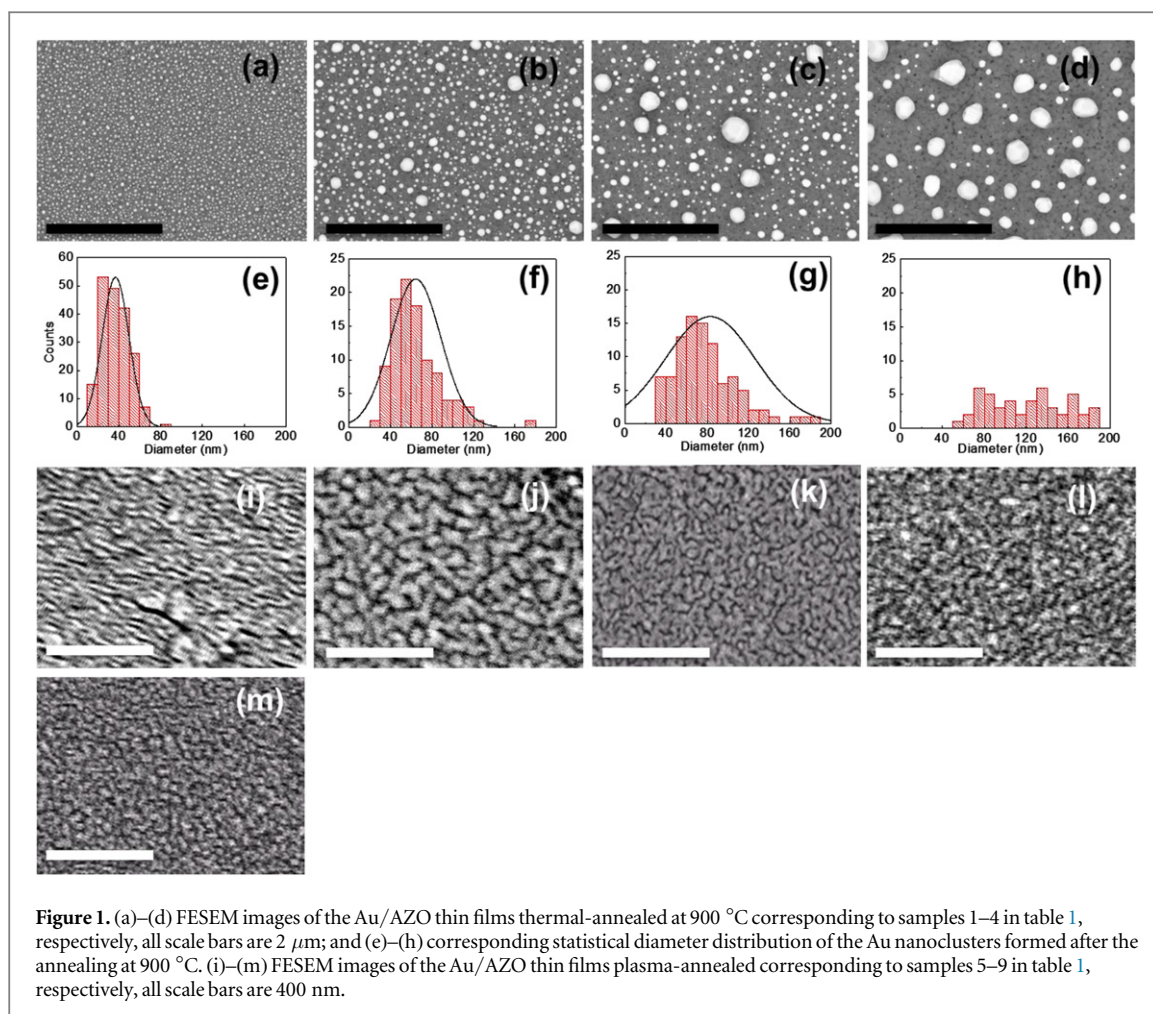 (a) (b) (c) (d)
60 50 40 30 20 10 0
Counts
(e)
0 40 80 120 160 200
Diameter (nm)
25 20 15 10 5 0
(f)
0 40 80 120nm 160 200
Diameter (nm)
25 20 15 10 5 0
(g)
0 40 80 120nm 160 200
Diameter (nm)
25 20 15 10 5 0
(h)
0 40 80 120nm 160 200
Diameter (nm)
(i) (j) (k) (l)
(m)
Figure 1. (a)–(d) FESEM images of the Au/AZO thin films thermal-annealed at 900 °C corresponding to samples 1–4 in table 1,
respectively, all scale bars are 2 μm; and (e)–(h) corresponding statistical diameter distribution of the Au nanoclusters formed after the
annealing at 900 °C. (i)–(m) FESEM images of the Au/AZO thin films plasma-annealed corresponding to samples 5–9 in table 1,
respectively, all scale bars are 400 nm.